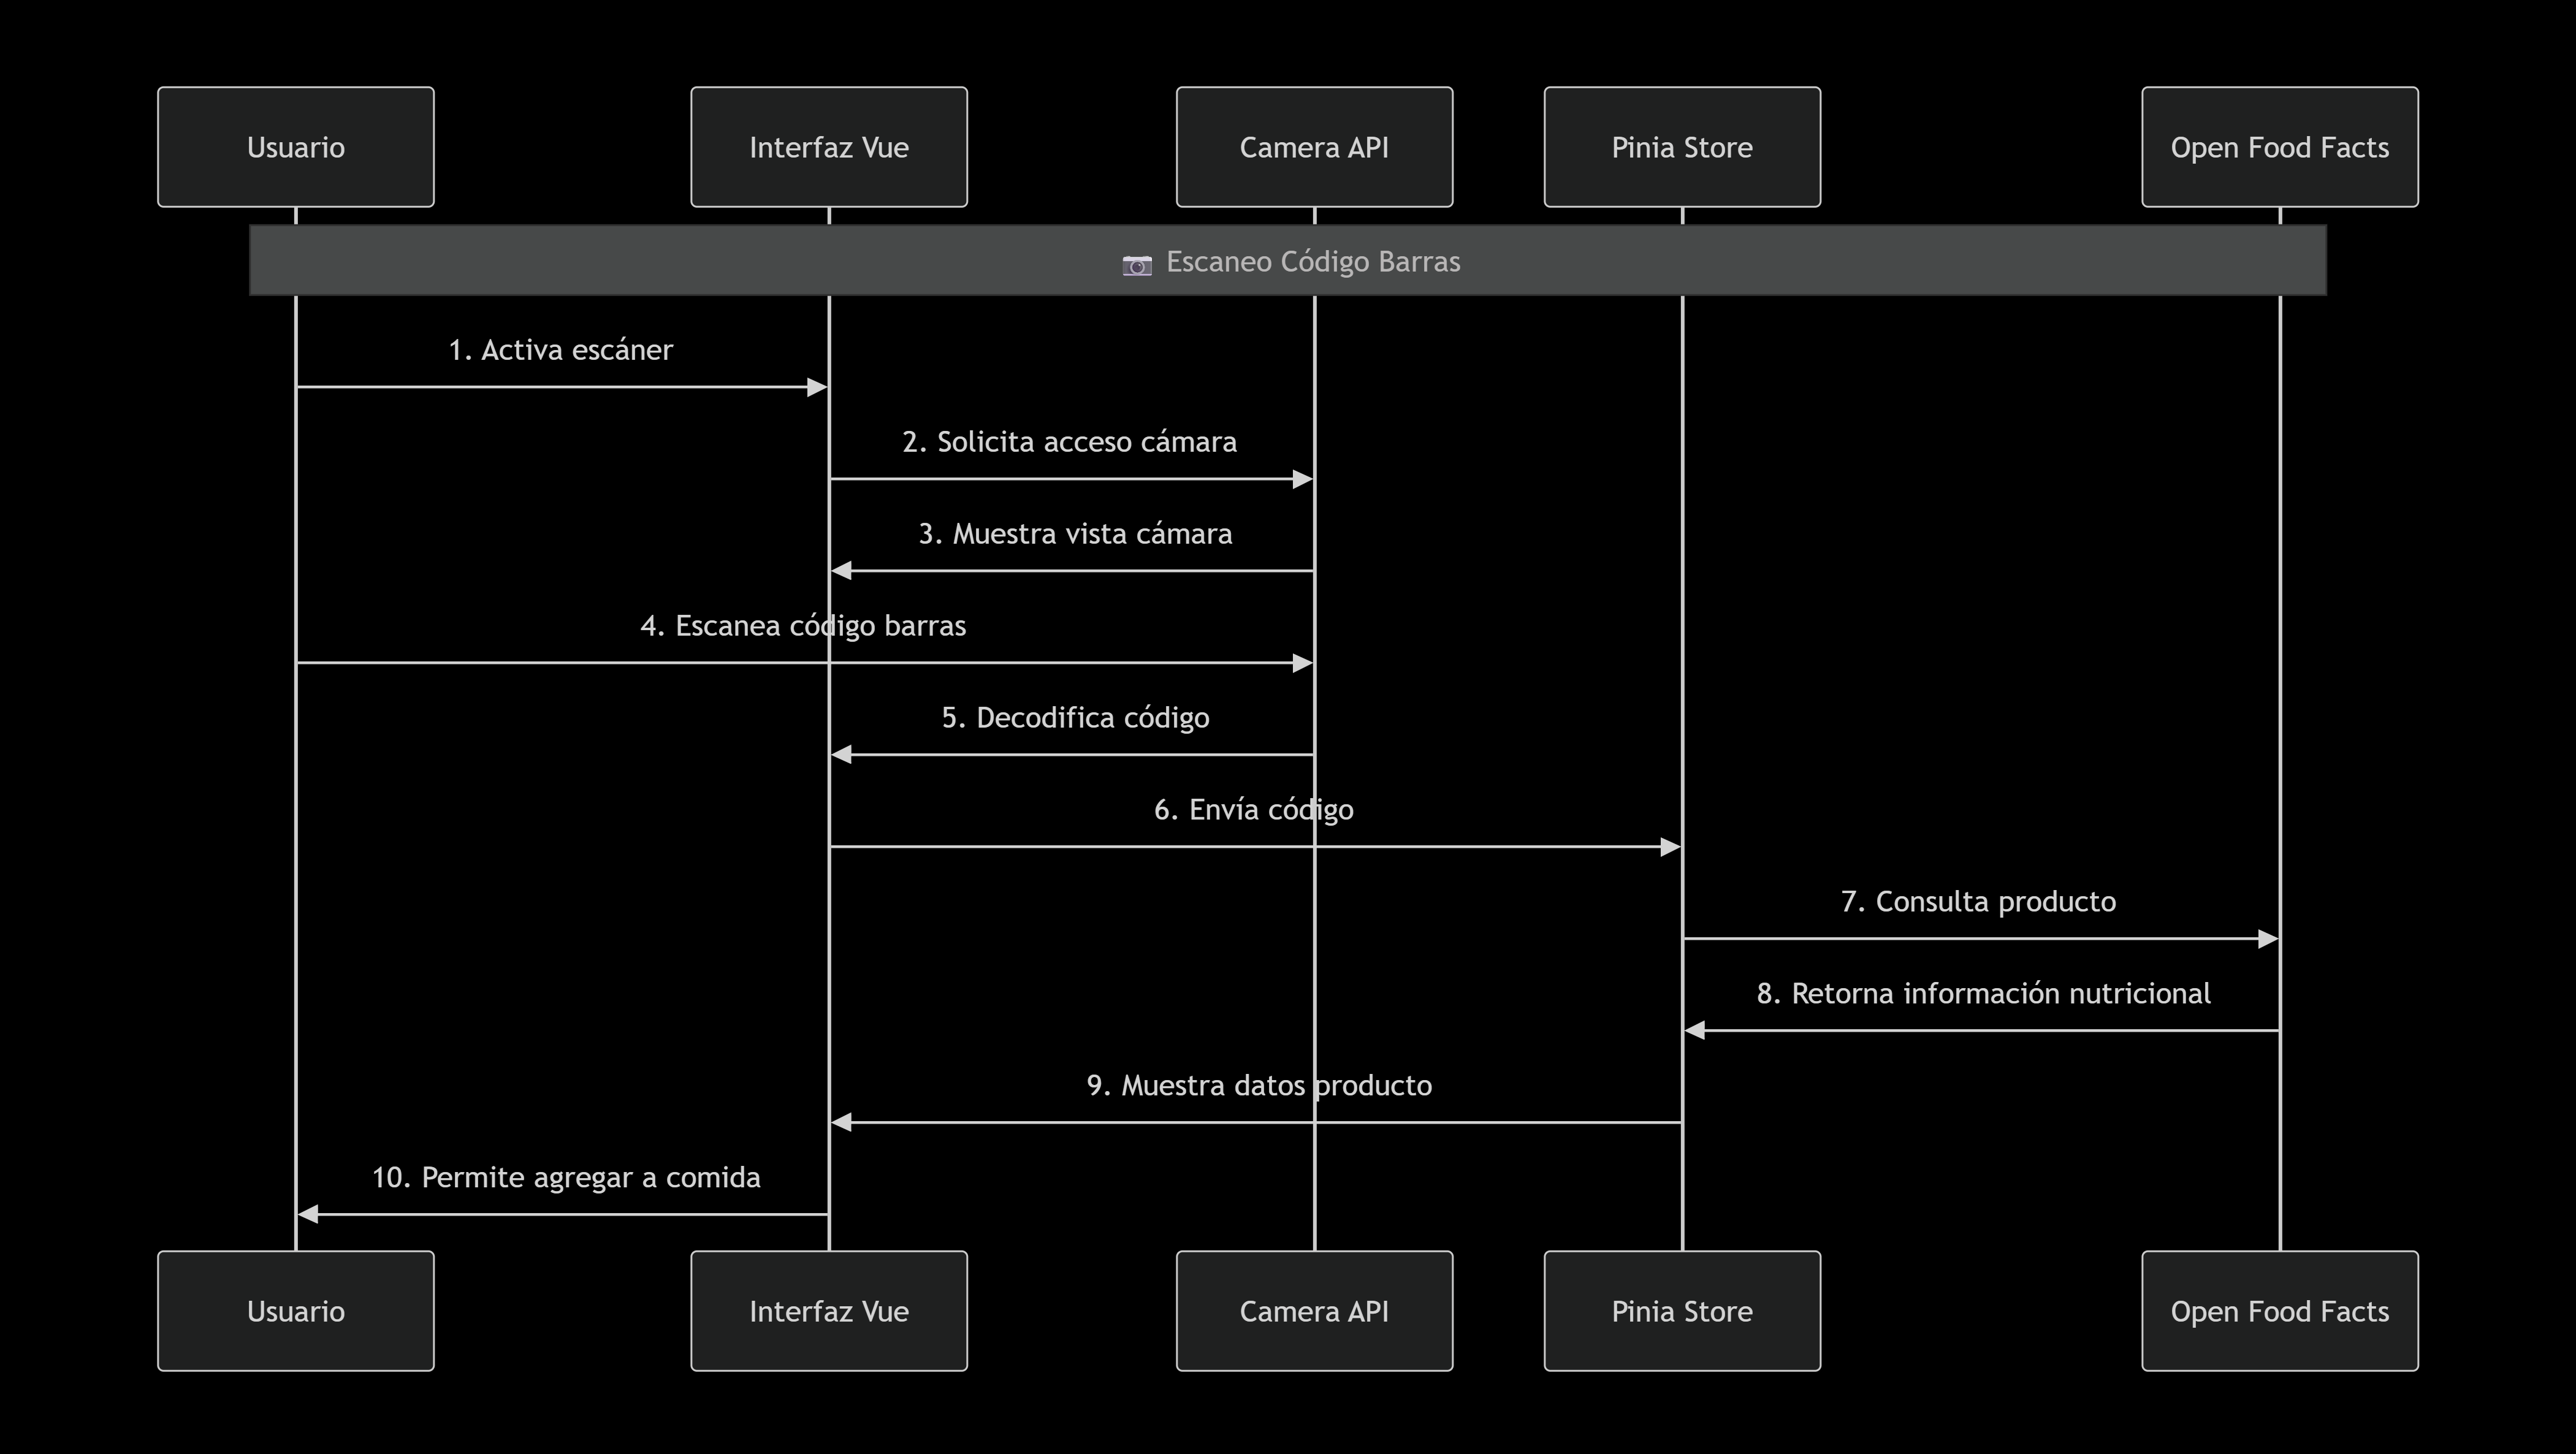 Usuario
Interfaz Vue
Camera API
Pinia Store
Open Food Facts
Escaneo Código Barras
1. Activa escáner
2. Solicita acceso cámara
3. Muestra vista cámara
4. Escanea código barras
5. Decodifica código
6. Envía código
7. Consulta producto
8. Retorna información nutricional
9. Muestra datos producto
10. Permite agregar a comida
Usuario
Interfaz Vue
Camera API
Pinia Store
Open Food Facts